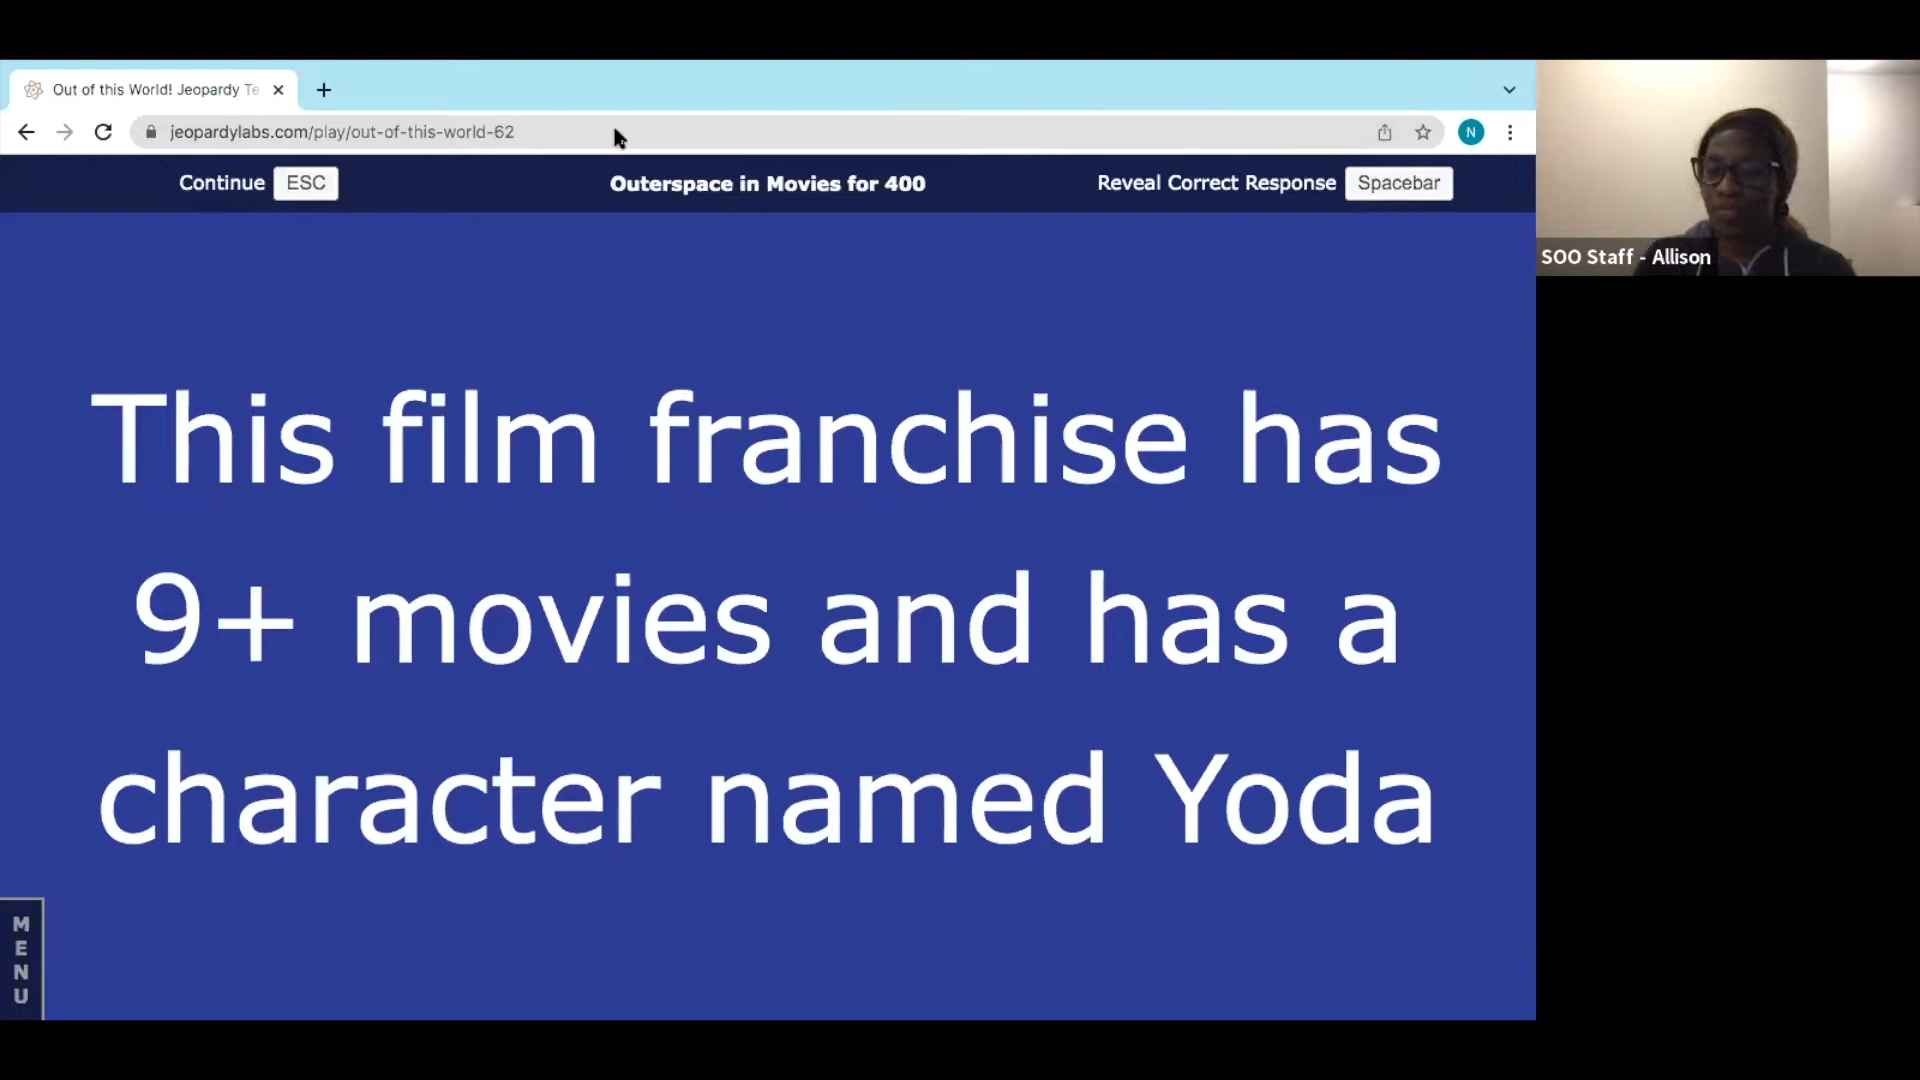 Out of this World! Jeopardy Te
jeopardylabs.com/play/out-of-this-world-62
N
Continue ESC
Outerspace in Movies for 400
Reveal Correct Response Spacebar
This film franchise has
9+ movies and has a
character named Yoda
MENU
SOO Staff - Allison